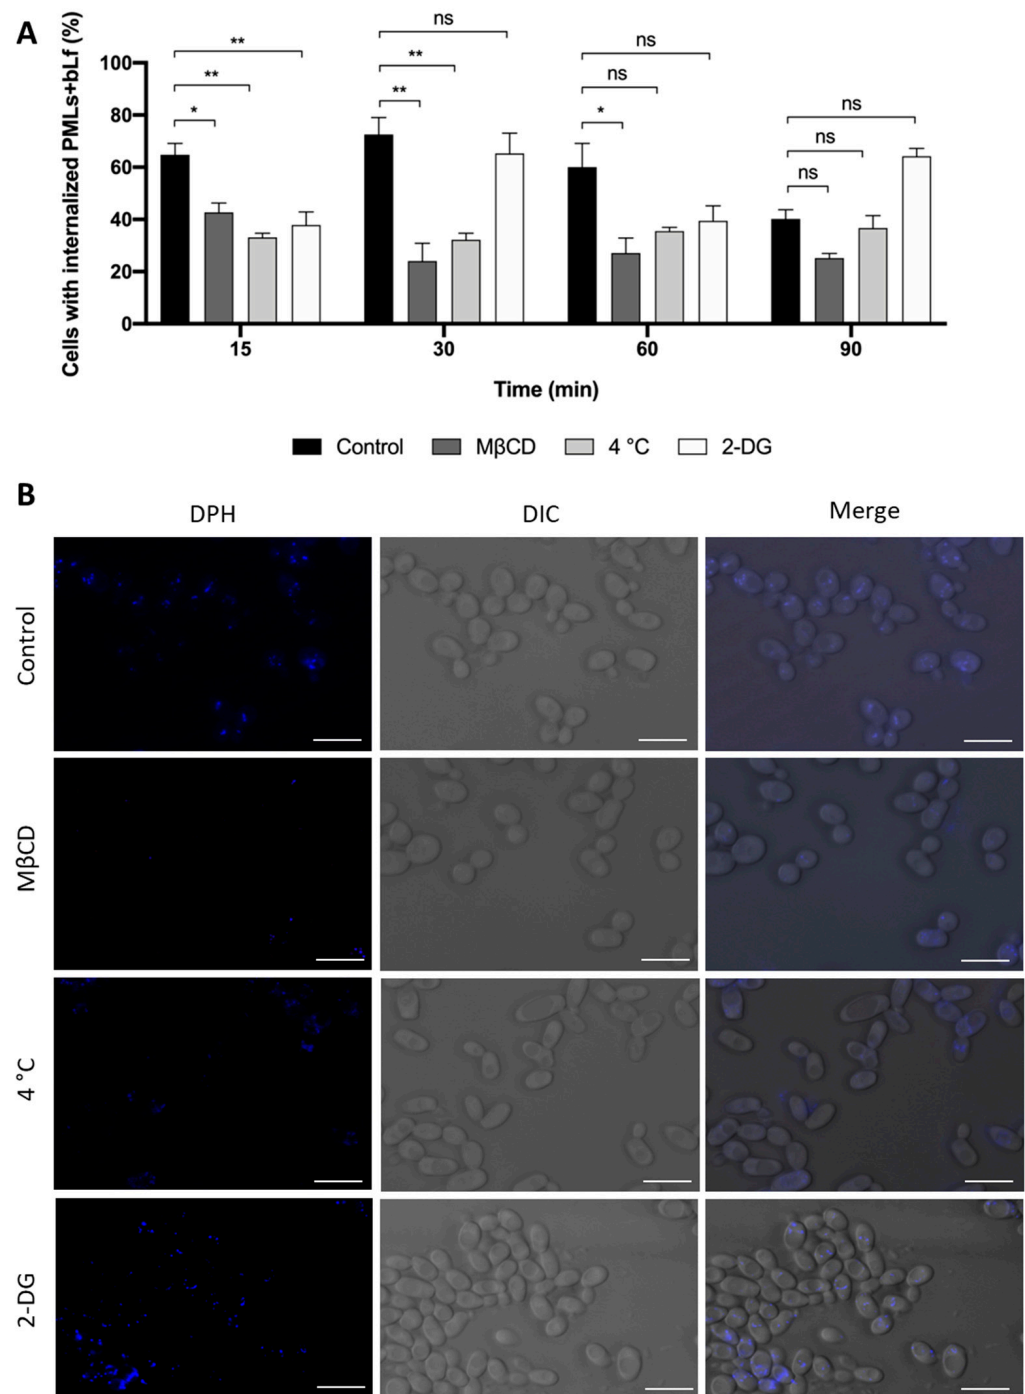 A
Cells with internalized PMLs+bLf (%)
100
80
60
40
20
0
**
**
*
ns
**
**
ns
ns
*
ns
ns
ns
15
30
60
90
Time (min)
Control
MβCD
4 °C
2-DG
B
DPH
DIC
Merge
Control
MβCD
4 °C
2-DG